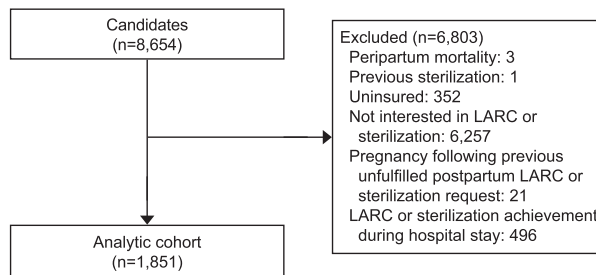 Candidates
(n=8,654)
Excluded (n=6,803)
Peripartum mortality: 3
Previous sterilization: 1
Uninsured: 352
Not interested in LARC or
sterilization: 6,257
Pregnancy following previous
unfulfilled postpartum LARC or
sterilization request: 21
LARC or sterilization achievement
during hospital stay: 496
Analytic cohort
(n=1,851)